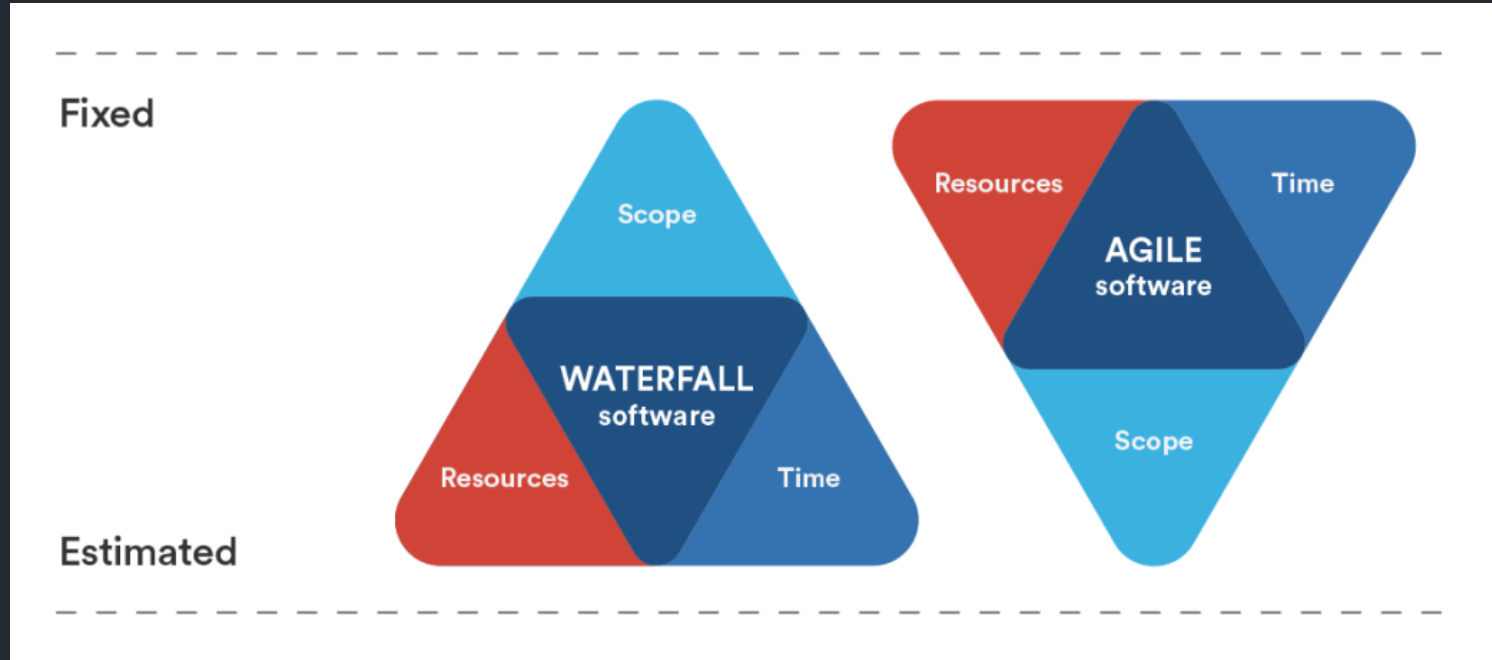 Fixed
Scope
WATERFALL
software
Resources
Time
Resources
Time
AGILE
software
Scope
Estimated